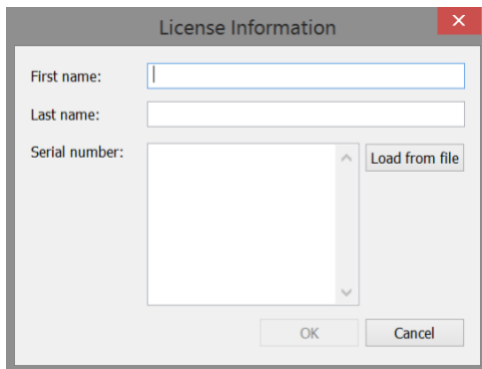 License Information
First name:
Last name:
Serial number:
Load from file
OK
Cancel